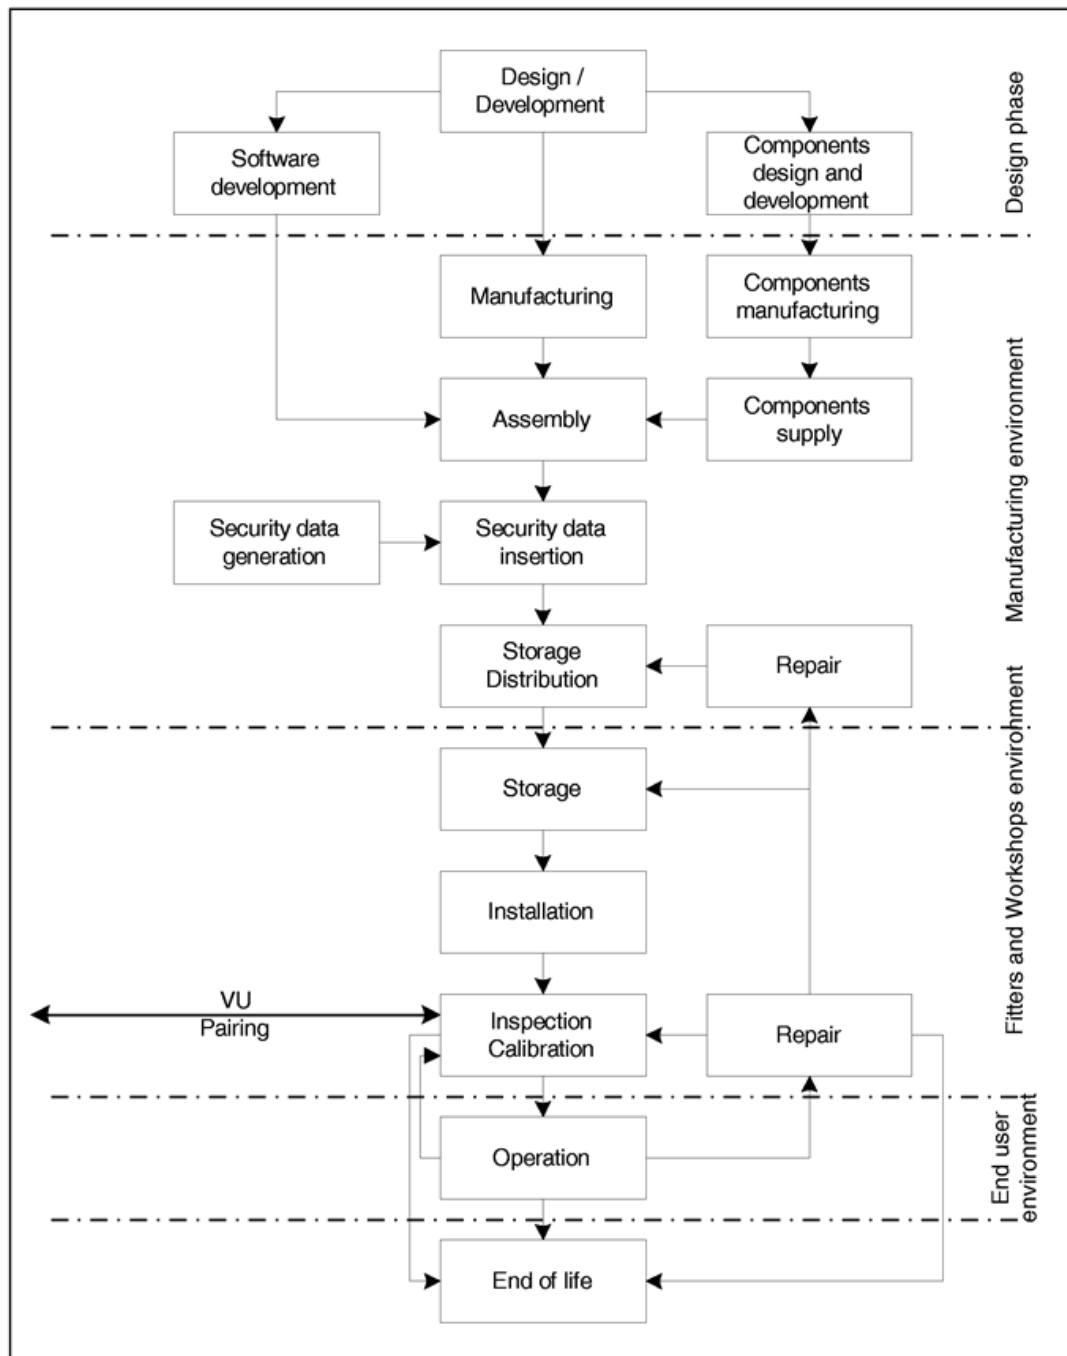 Design /
Development
Software
development
Components
design and
development
Design phase
Manufacturing
Components
manufacturing
Assembly
Components
supply
Security data
generation
Security data
insertion
Storage
Distribution
Repair
Manufacturing environment
Storage
Installation
VU
Pairing
Inspection
Calibration
Repair
Fitters and Workshops environment
Operation
End user
environment
End of life